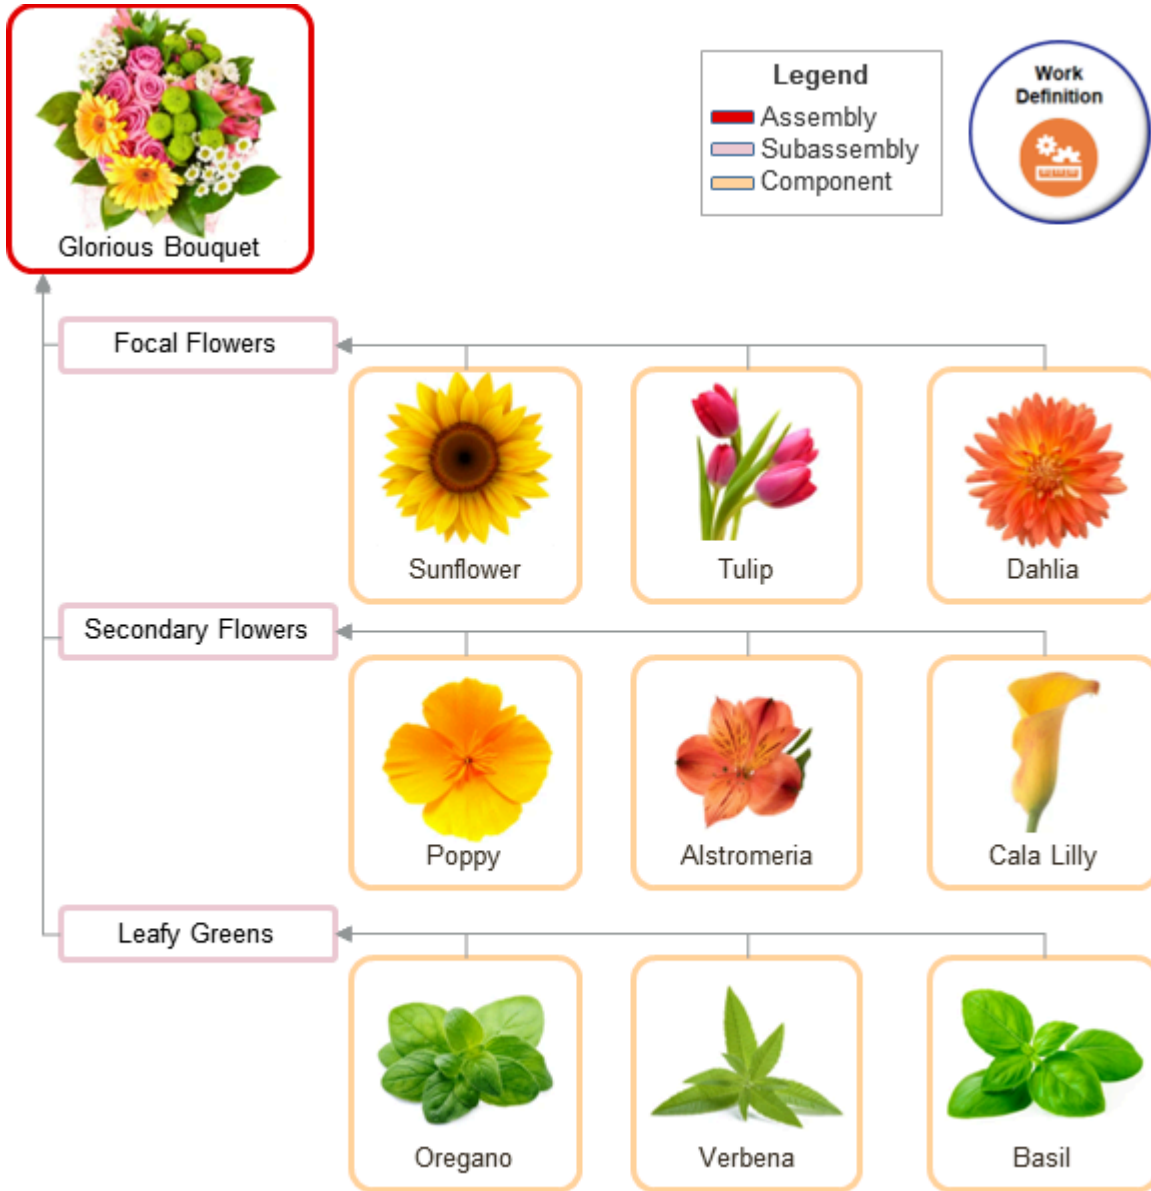 Glorious Bouquet
Legend
Assembly
Subassembly
Component
Work
Definition
Focal Flowers
Sunflower
Tulip
Dahlia
Secondary Flowers
Poppy
Alstromeria
Cala Lilly
Leafy Greens
Oregano
Verbena
Basil